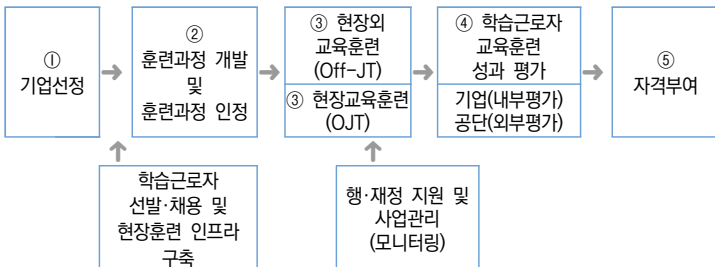 ①
기업선정
②
훈련과정 개발
및
훈련과정 인정
③ 현장외
교육훈련
(Off-JT)
③ 현장교육훈련
(OJT)
④ 학습근로자
교육훈련
성과 평가
기업(내부평가)
공단(외부평가)
⑤
자격부여
학습근로자
선발·채용 및
현장훈련 인프라
구축
행·재정 지원 및
사업관리
(모니터링)